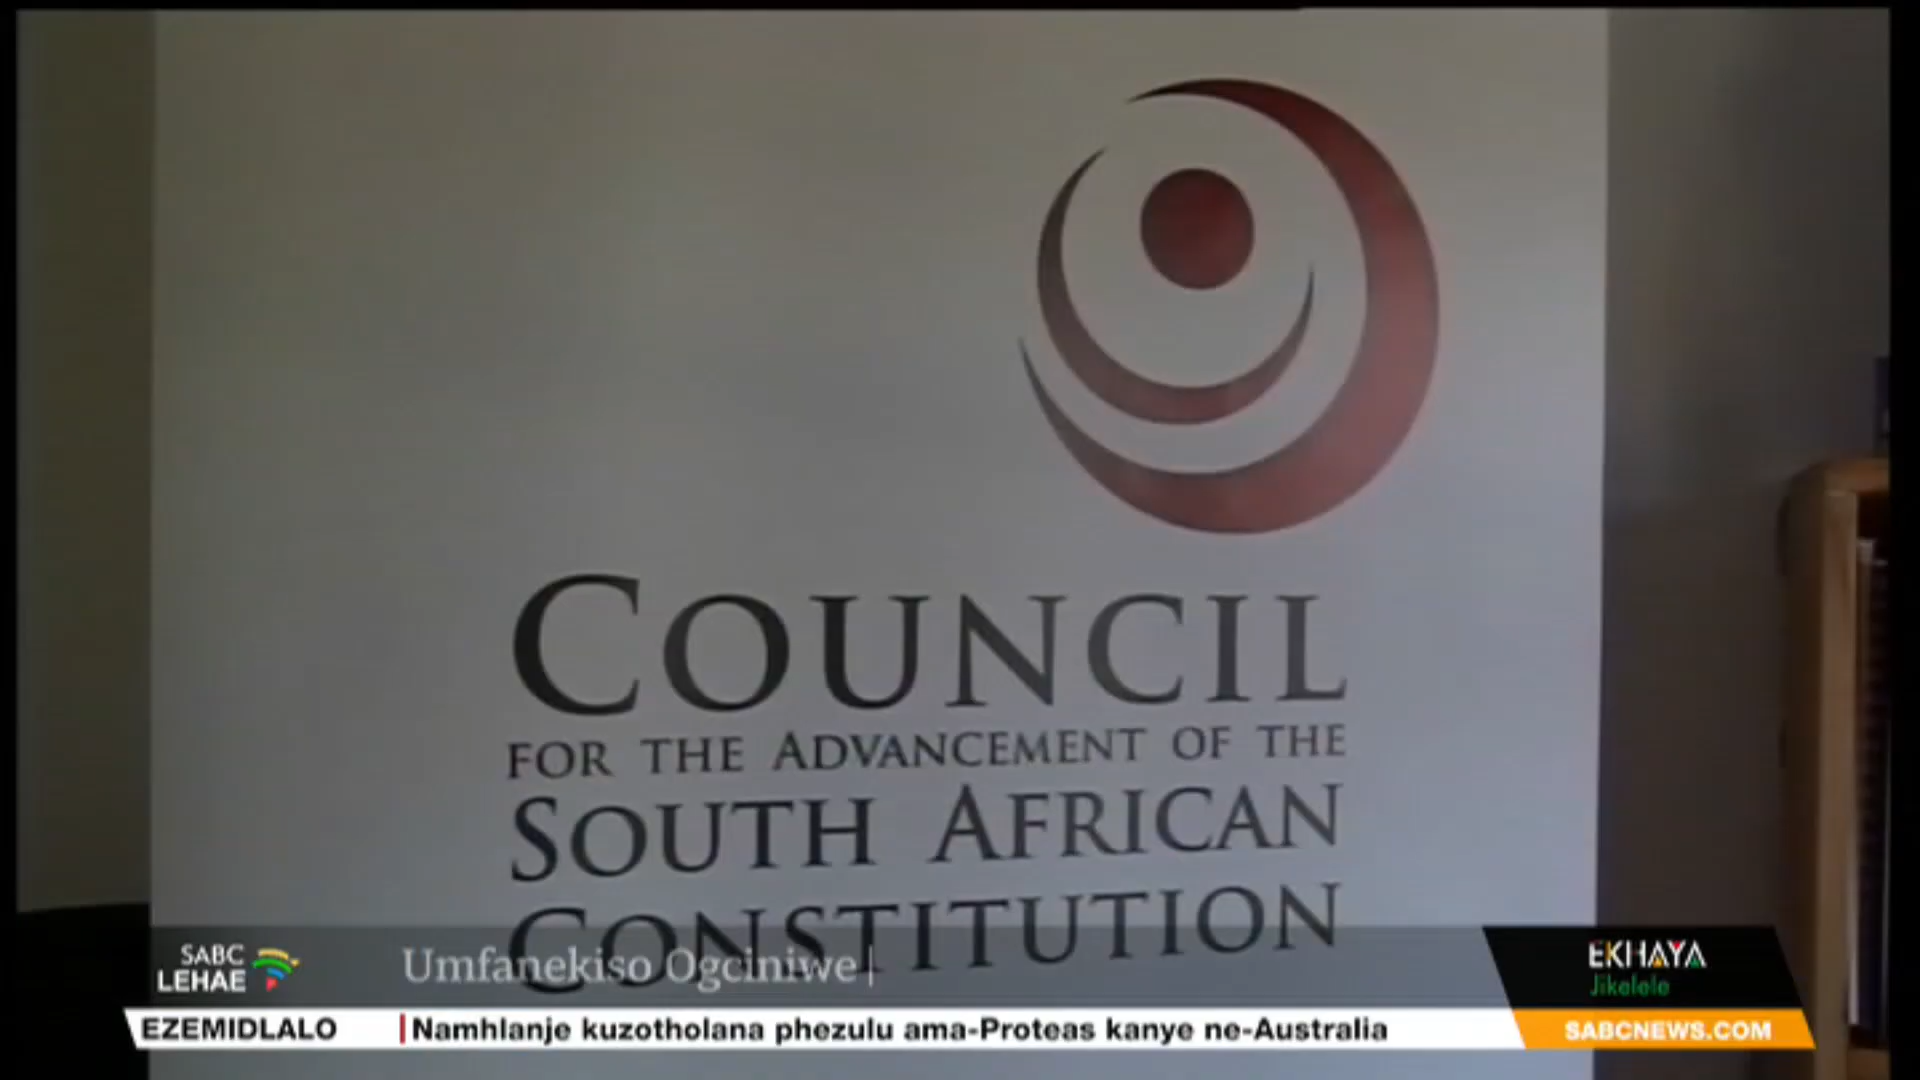 COUNCIL
FOR THE ADVANCEMENT OF THE
SOUTH AFRICAN
CONSTITUTION
SABC
LEHAE
Umfanekiso Ogciniwe |
EKHAYA
Jikelele
EZEMIDLALO |Namhlanje kuzotholana phezulu ama-Proteas kanye ne-Australia
SABCNEWS.COM